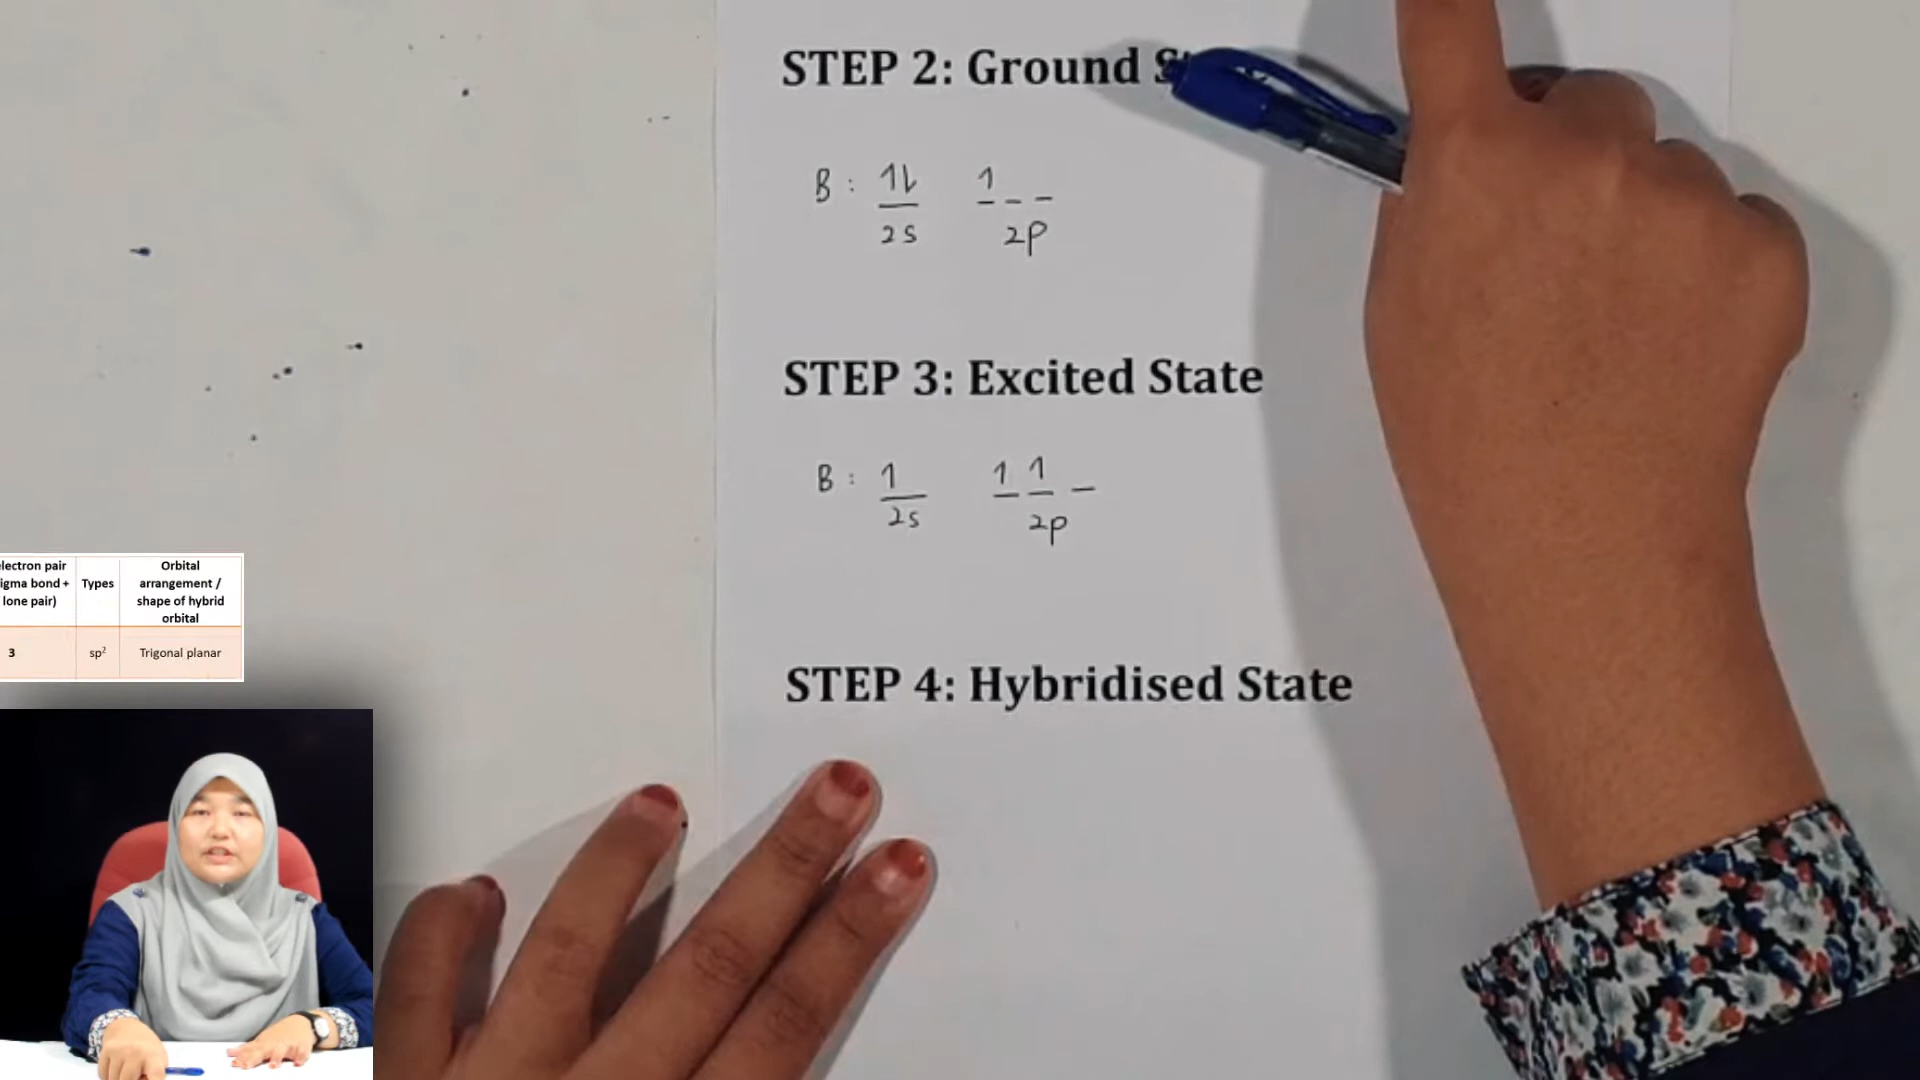 STEP 2: Ground
B : 1l 1
2s 2p
STEP 3: Excited State
B : 1 1 1
2s 2p
STEP 4: Hybridised State
electron pair
igma bond +
lone pair)
Types
Orbital
arrangement /
shape of hybrid
orbital
3
sp²
Trigonal planar